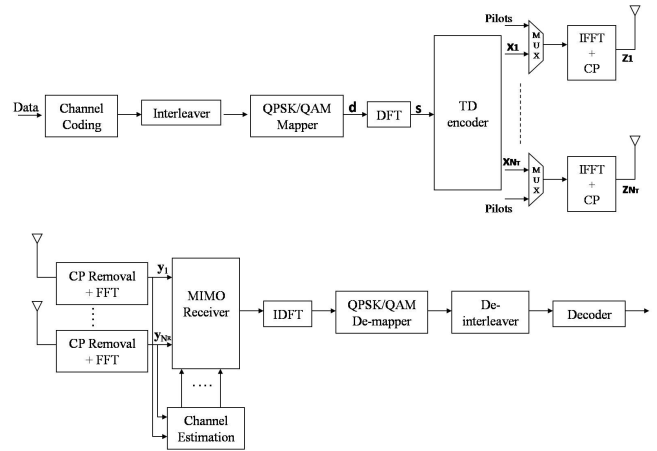 Pilots
X1
MUX
IFFT
+
CP
Z1
Data
Channel
Coding
Interleaver
QPSK/QAM
Mapper
d
DFT
s
TD
encoder
XNT
MUX
IFFT
+
CP
ZNT
Pilots
CP Removal
+ FFT
y1
CP Removal
+ FFT
yNR
MIMO
Receiver
IDFT
QPSK/QAM
De-mapper
De-
interleaver
Decoder
Channel
Estimation